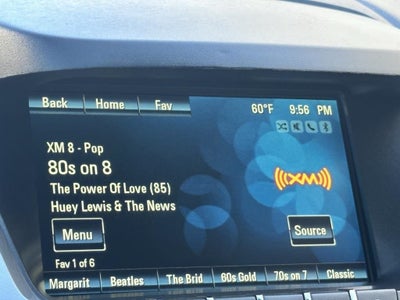 Back Home Fav 60°F 9:56 PM
XM 8 - Pop
80s on 8
The Power Of Love (85)
Huey Lewis & The News
((XM))
Menu Source
Fav 1 of 6
Margarit Beatles The Brid 60s Gold 70s on 7 Classic